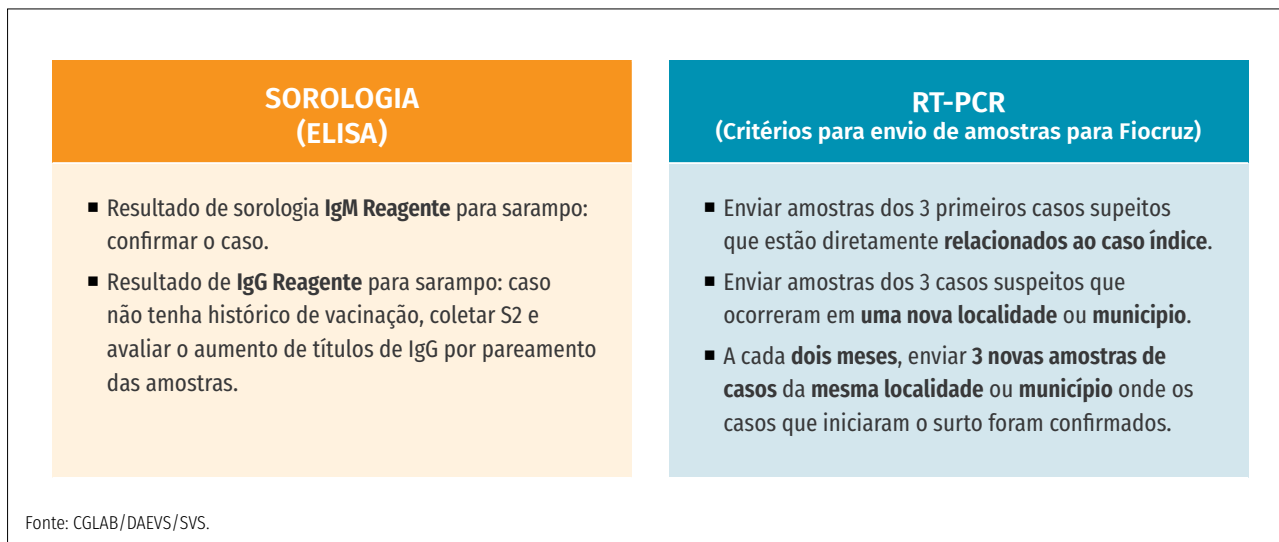 SOROLOGIA
(ELISA)
■ Resultado de sorologia IgM Reagente para sarampo:
confirmar o caso.
■ Resultado de IgG Reagente para sarampo: caso
não tenha histórico de vacinação, coletar S2 e
avaliar o aumento de títulos de IgG por pareamento
das amostras.
RT-PCR
(Critérios para envio de amostras para Fiocruz)
■ Enviar amostras dos 3 primeiros casos supeitos
que estão diretamente relacionados ao caso índice.
■ Enviar amostras dos 3 casos suspeitos que
ocorreram em uma nova localidade ou municipio.
■ A cada dois meses, enviar 3 novas amostras de
casos da mesma localidade ou município onde os
casos que iniciaram o surto foram confirmados.
Fonte: CGLAB/DAEVS/SVS.